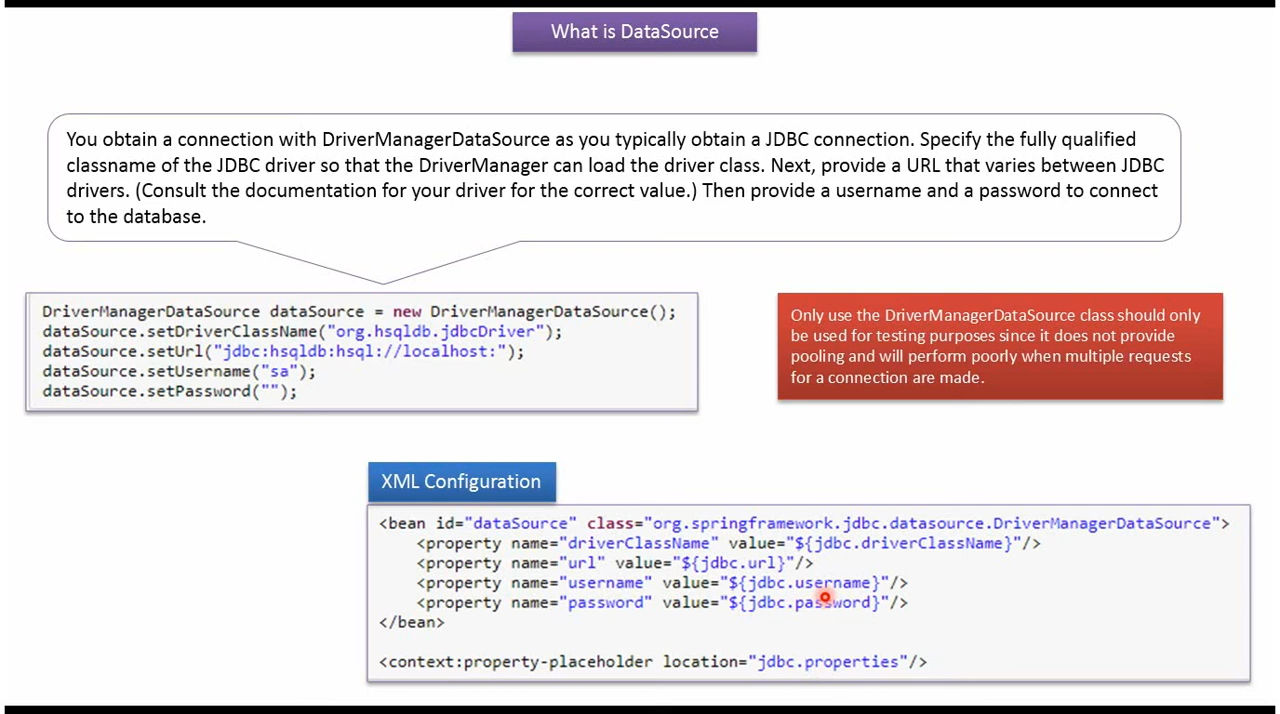 What is DataSource
You obtain a connection with DriverManagerDataSource as you typically obtain a JDBC connection. Specify the fully qualified
classname of the JDBC driver so that the DriverManager can load the driver class. Next, provide a URL that varies between JDBC
drivers. (Consult the documentation for your driver for the correct value.) Then provide a username and a password to connect
to the database.
DriverManagerDataSource dataSource = new DriverManagerDataSource();
dataSource.setDriverClassName("org.hsqldb.jdbcDriver");
dataSource.setUrl("jdbc:hsqldb:hsql://localhost:");
dataSource.setUsername("sa");
dataSource.setPassword("");
Only use the DriverManagerDataSource class should only
be used for testing purposes since it does not provide
pooling and will perform poorly when multiple requests
for a connection are made.
XML Configuration
<bean id="dataSource" class="org.springframework.jdbc.datasource.DriverManagerDataSource">
    <property name="driverClassName" value="${jdbc.driverClassName}"/>
    <property name="url" value="${jdbc.url}"/>
    <property name="username" value="${jdbc.username}"/>
    <property name="password" value="${jdbc.password}"/>
</bean>
<context:property-placeholder location="jdbc.properties"/>